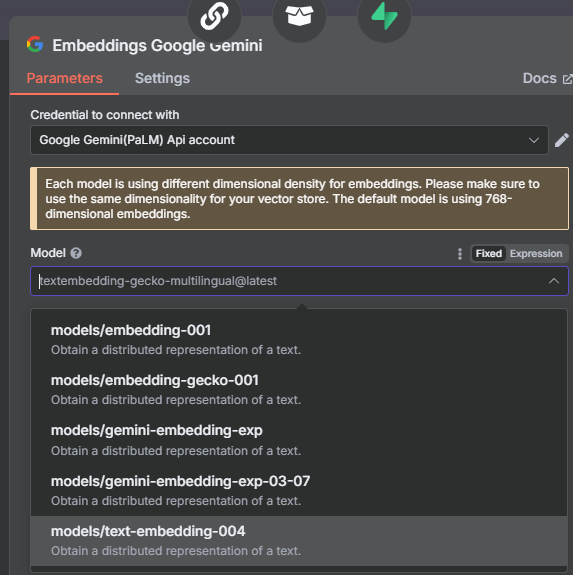 Embeddings Google Gemini
Parameters Settings Docs
Credential to connect with
Google Gemini(PaLM) Api account
Each model is using different dimensional density for embeddings. Please make sure to
use the same dimensionality for your vector store. The default model is using 768-
dimensional embeddings.
Model Fixed Expression
textembedding-gecko-multilingual@latest
models/embedding-001
Obtain a distributed representation of a text.
models/embedding-gecko-001
Obtain a distributed representation of a text.
models/gemini-embedding-exp
Obtain a distributed representation of a text.
models/gemini-embedding-exp-03-07
Obtain a distributed representation of a text.
models/text-embedding-004
Obtain a distributed representation of a text.